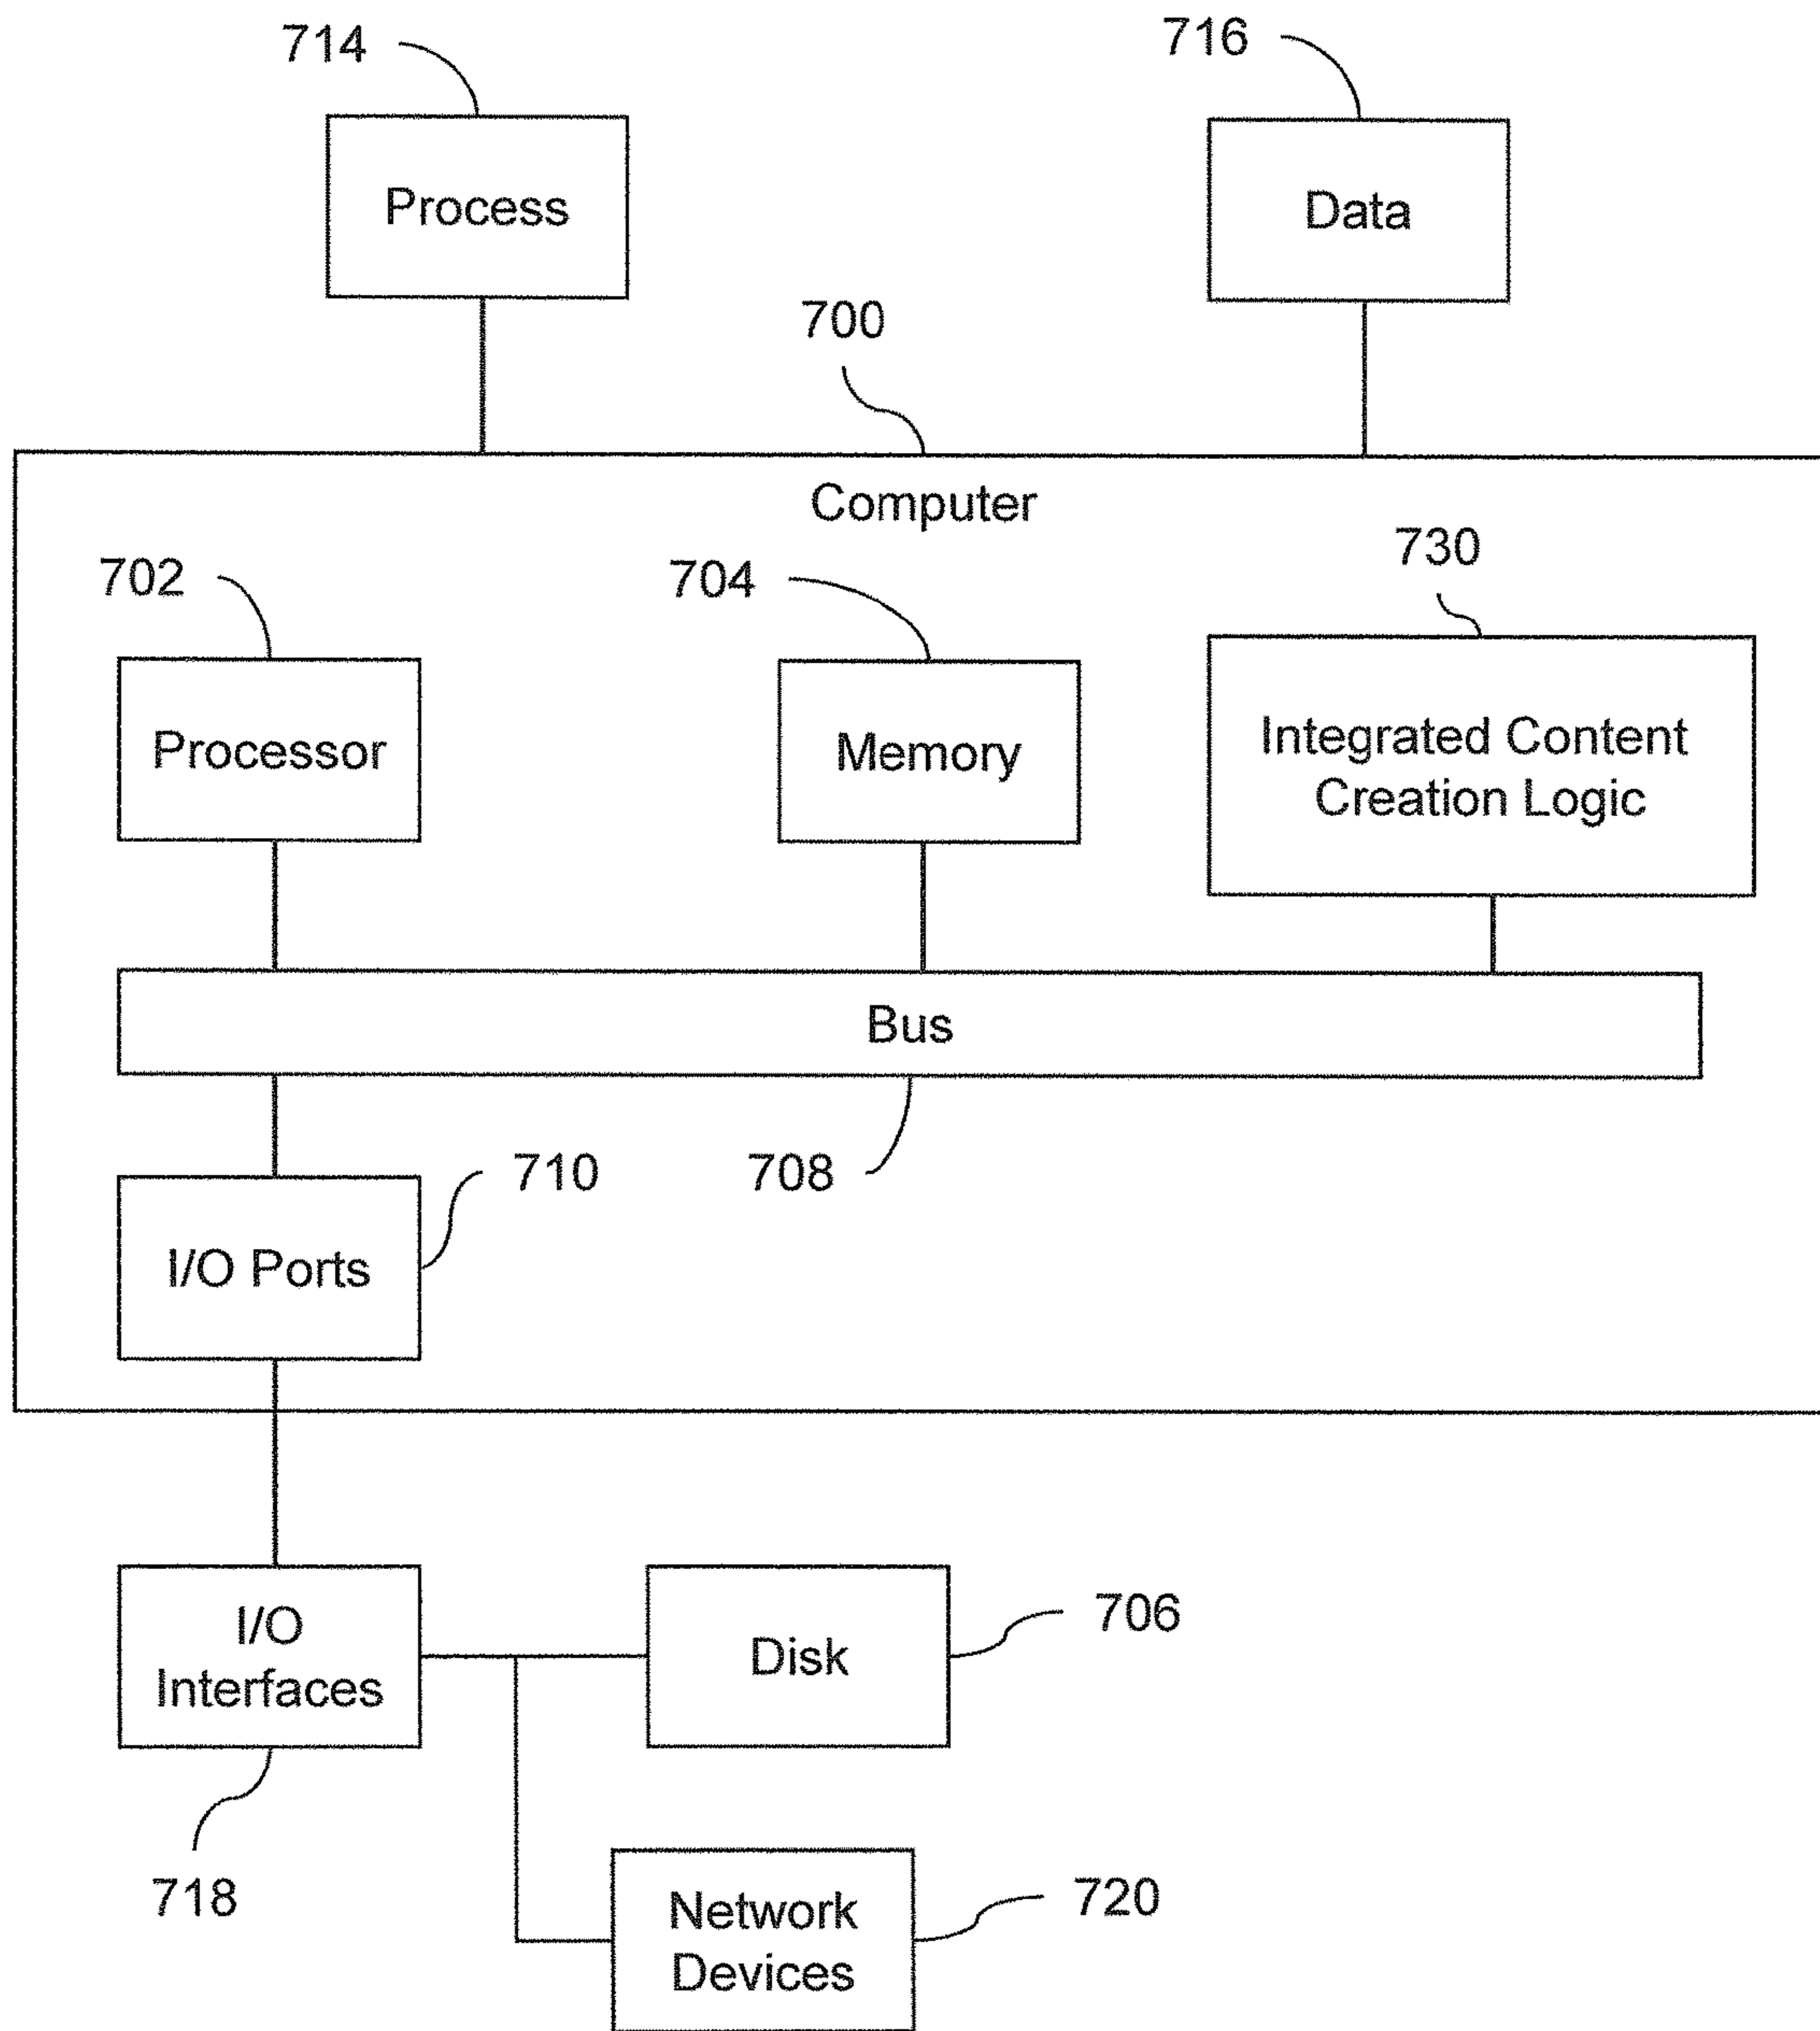 714
716
Process
Data
700
Computer
702
704
730
Processor
Memory
Integrated Content
Creation Logic
Bus
710
708
I/O Ports
I/O
Interfaces
Disk
706
718
Network
Devices
720